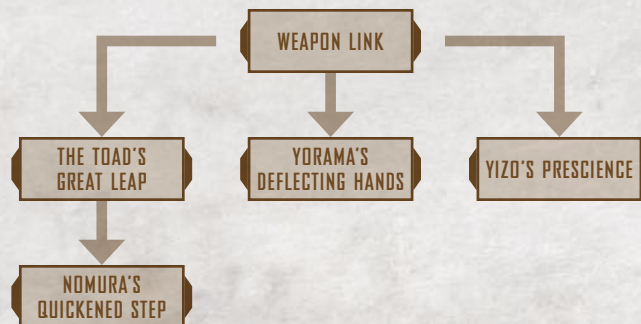 WEAPON LINK
THE TOAD'S
GREAT LEAP
YORAMA'S
DEFLECTING HANDS
YIZO'S PRESCIENCE
NOMURA'S
QUICKENED STEP